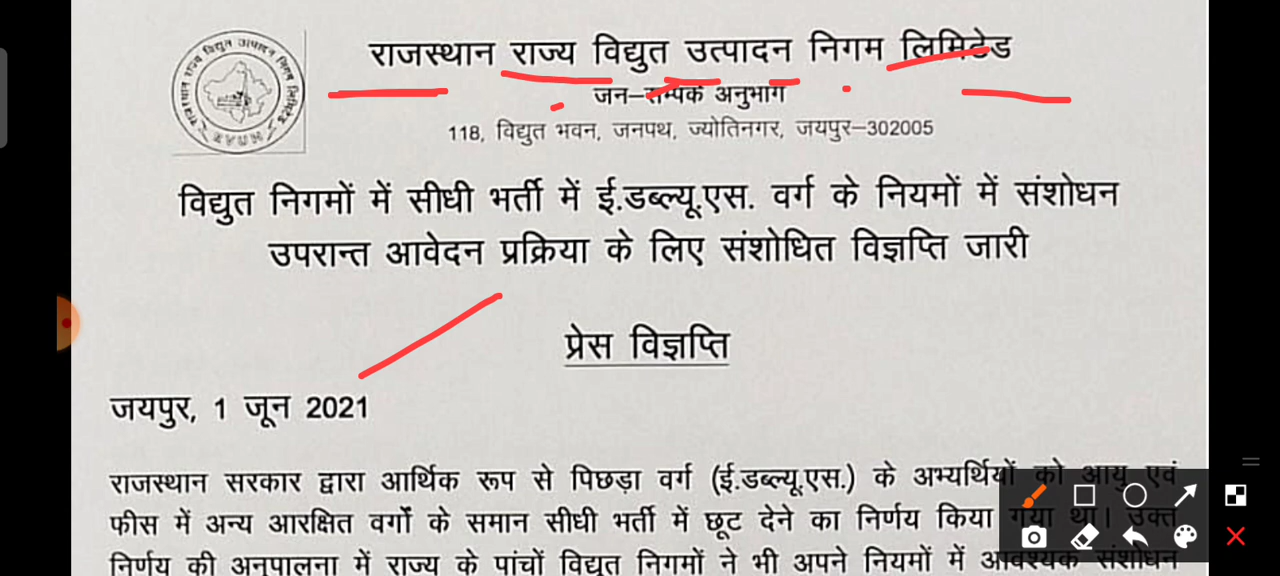 राजस्थान राज्य विद्युत उत्पादन निगम लिमिटेड
जन–सम्पर्क अनुभाग
118, विद्युत भवन, जनपथ, ज्योतिनगर, जयपुर–302005
विद्युत निगमों में सीधी भर्ती में ई.डब्ल्यू.एस. वर्ग के नियमों में संशोधन
उपरान्त आवेदन प्रक्रिया के लिए संशोधित विज्ञप्ति जारी
प्रेस विज्ञप्ति
जयपुर, 1 जून 2021
राजस्थान सरकार द्वारा आर्थिक रूप से पिछड़ा वर्ग (ई.डब्ल्यू.एस.) के अभ्यर्थियों को आयु एवं
फीस में अन्य आरक्षित वर्गों के समान सीधी भर्ती में छूट देने का निर्णय किया गया था। उक्त
निर्णय की अनुपालना में राज्य के पांचों विद्युत निगमों ने भी अपने नियमों में आवश्यक संशोधन